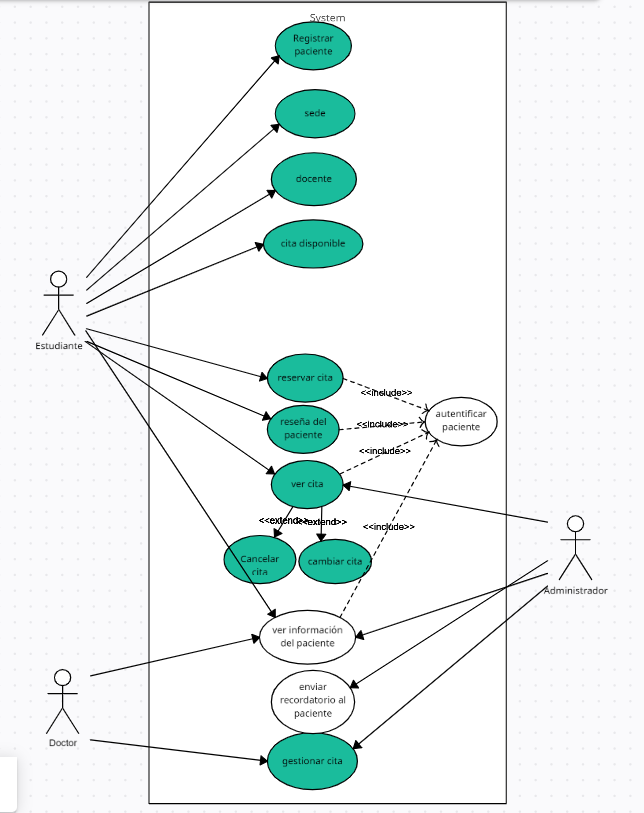 System
Registrar
paciente
sede
docente
cita disponible
Estudiante
reservar cita
<<include>>
reseña del
paciente
<<include>>
autentificar
paciente
<<include>>
ver cita
<<extend>>
<<extend>>
<<include>>
Cancelar
cita
cambiar cita
Administrador
ver información
del paciente
enviar
recordatorio al
paciente
Doctor
gestionar cita